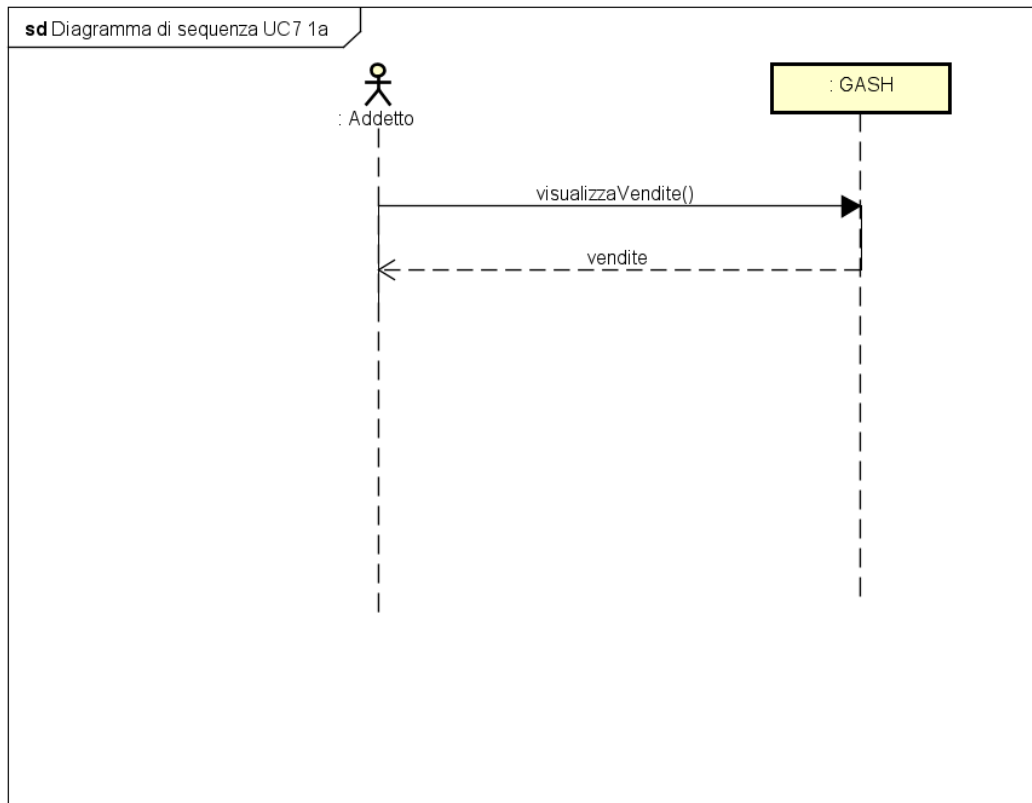 sd Diagramma di sequenza UC7 1a
: Addetto
: GASH
visualizzaVendite()
vendite